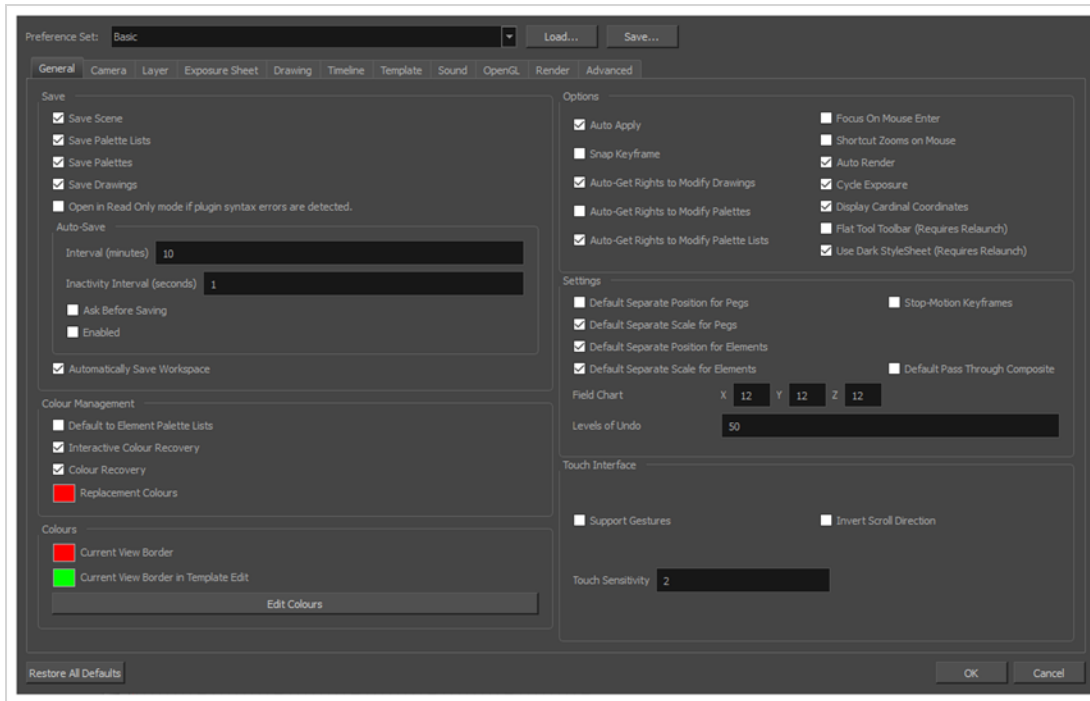 Preference Set: Basic Load... Save...
General Camera Layer Exposure Sheet Drawing Timeline Template Sound OpenGL Render Advanced
Save
Save Scene
Save Palette Lists
Save Palettes
Save Drawings
Open in Read Only mode if plugin syntax errors are detected.
Auto-Save
Interval (minutes) 10
Inactivity Interval (seconds) 1
Ask Before Saving
Enabled
Automatically Save Workspace
Colour Management
Default to Element Palette Lists
Interactive Colour Recovery
Colour Recovery
Replacement Colours
Colours
Current View Border
Current View Border in Template Edit
Edit Colours
Options
Auto Apply
Snap Keyframe
Auto-Get Rights to Modify Drawings
Auto-Get Rights to Modify Palettes
Auto-Get Rights to Modify Palette Lists
Focus On Mouse Enter
Shortcut Zooms on Mouse
Auto Render
Cycle Exposure
Display Cardinal Coordinates
Flat Tool Toolbar (Requires Relaunch)
Use Dark StyleSheet (Requires Relaunch)
Settings
Default Separate Position for Pegs Stop-Motion Keyframes
Default Separate Scale for Pegs
Default Separate Position for Elements
Default Separate Scale for Elements Default Pass Through Composite
Field Chart X 12 Y 12 Z 12
Levels of Undo 50
Touch Interface
Support Gestures Invert Scroll Direction
Touch Sensitivity 2
Restore All Defaults OK Cancel